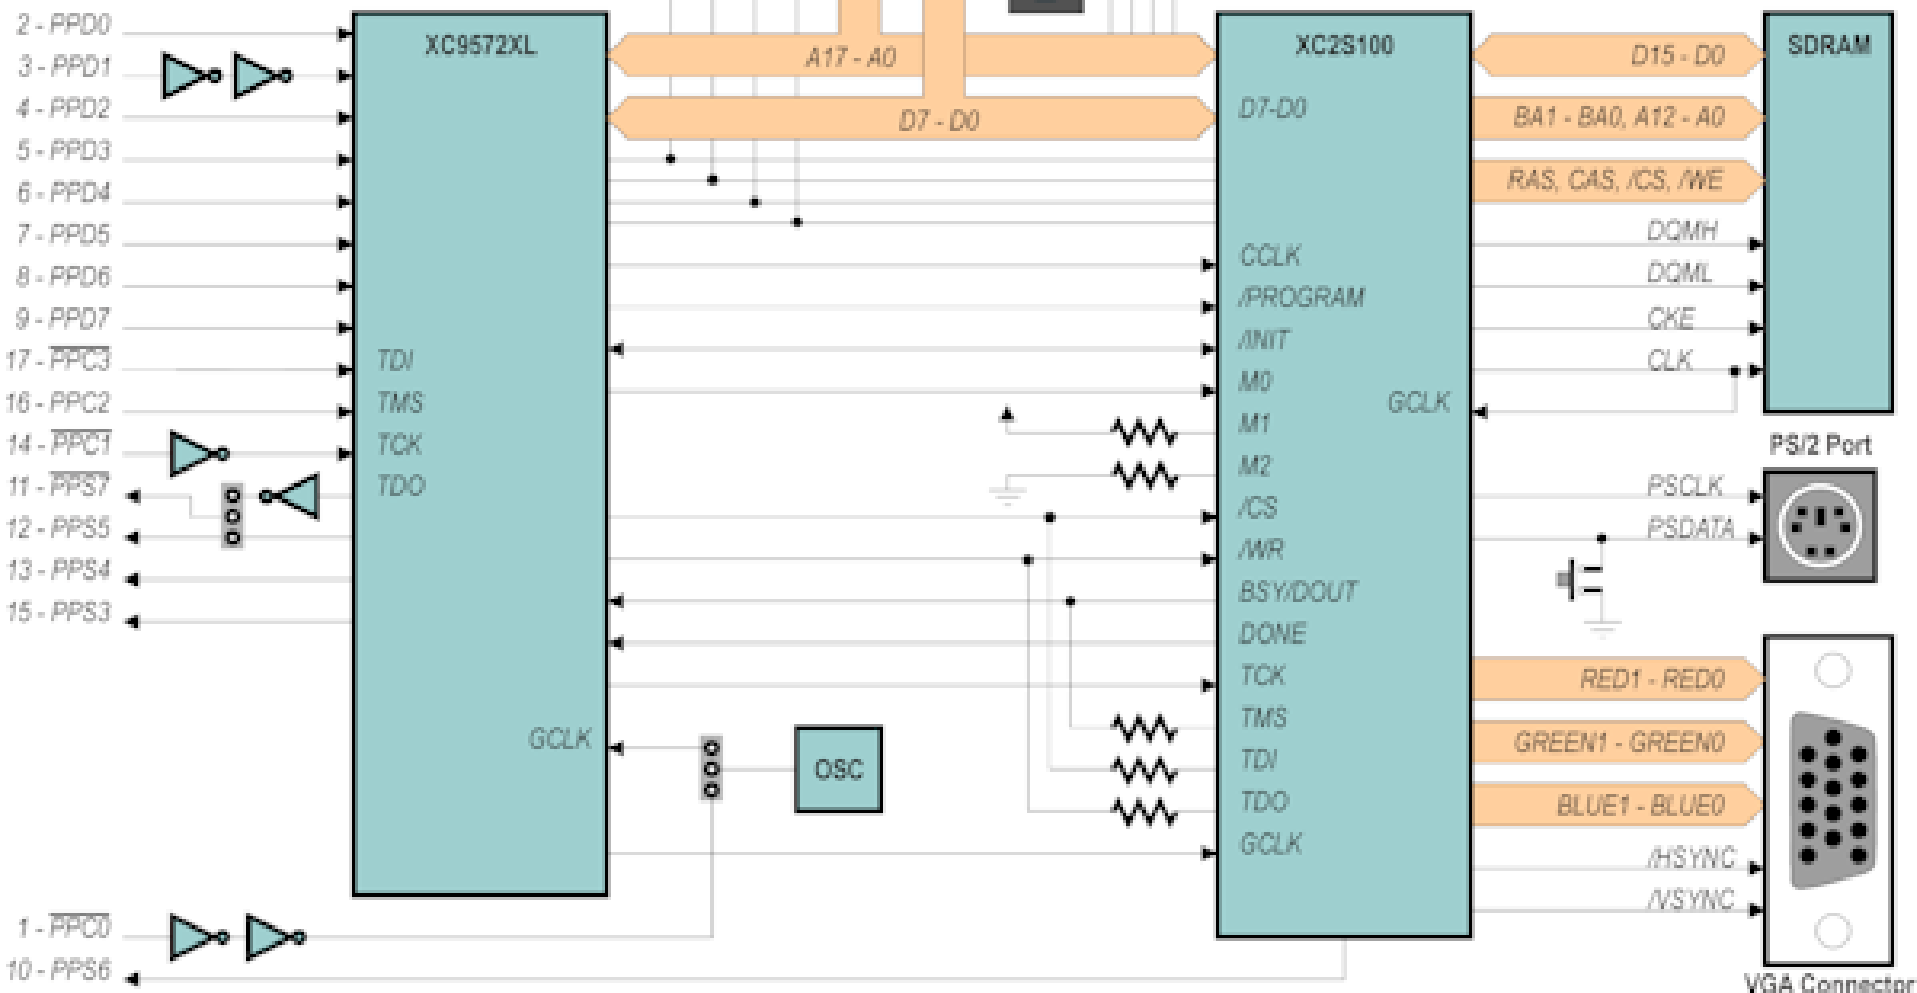 2 - PPD0
3 - PPD1
4 - PPD2
5 - PPD3
6 - PPD4
7 - PPD5
8 - PPD6
9 - PPD7
17 - PPC3
16 - PPC2
14 - PPC1
11 - PPS7
12 - PPS5
13 - PPS4
15 - PPS3
1 - PPC0
10 - PPS6
XC9572XL
TDI
TMS
TCK
TDO
GCLK
A17 - A0
D7 - D0
OSC
XC2S100
D7-D0
CCLK
/PROGRAM
/INIT
M0
M1
M2
/CS
/WR
BSY/DOUT
DONE
TCK
TMS
TDI
TDO
GCLK
GCLK
D15 - D0
BA1 - BA0, A12 - A0
RAS, CAS, /CS, /WE
DQMH
DQML
CKE
CLK
SDRAM
PS/2 Port
PSCLK
PSDATA
RED1 - RED0
GREEN1 - GREEN0
BLUE1 - BLUE0
/HSYNC
/VSYNC
VGA Connector